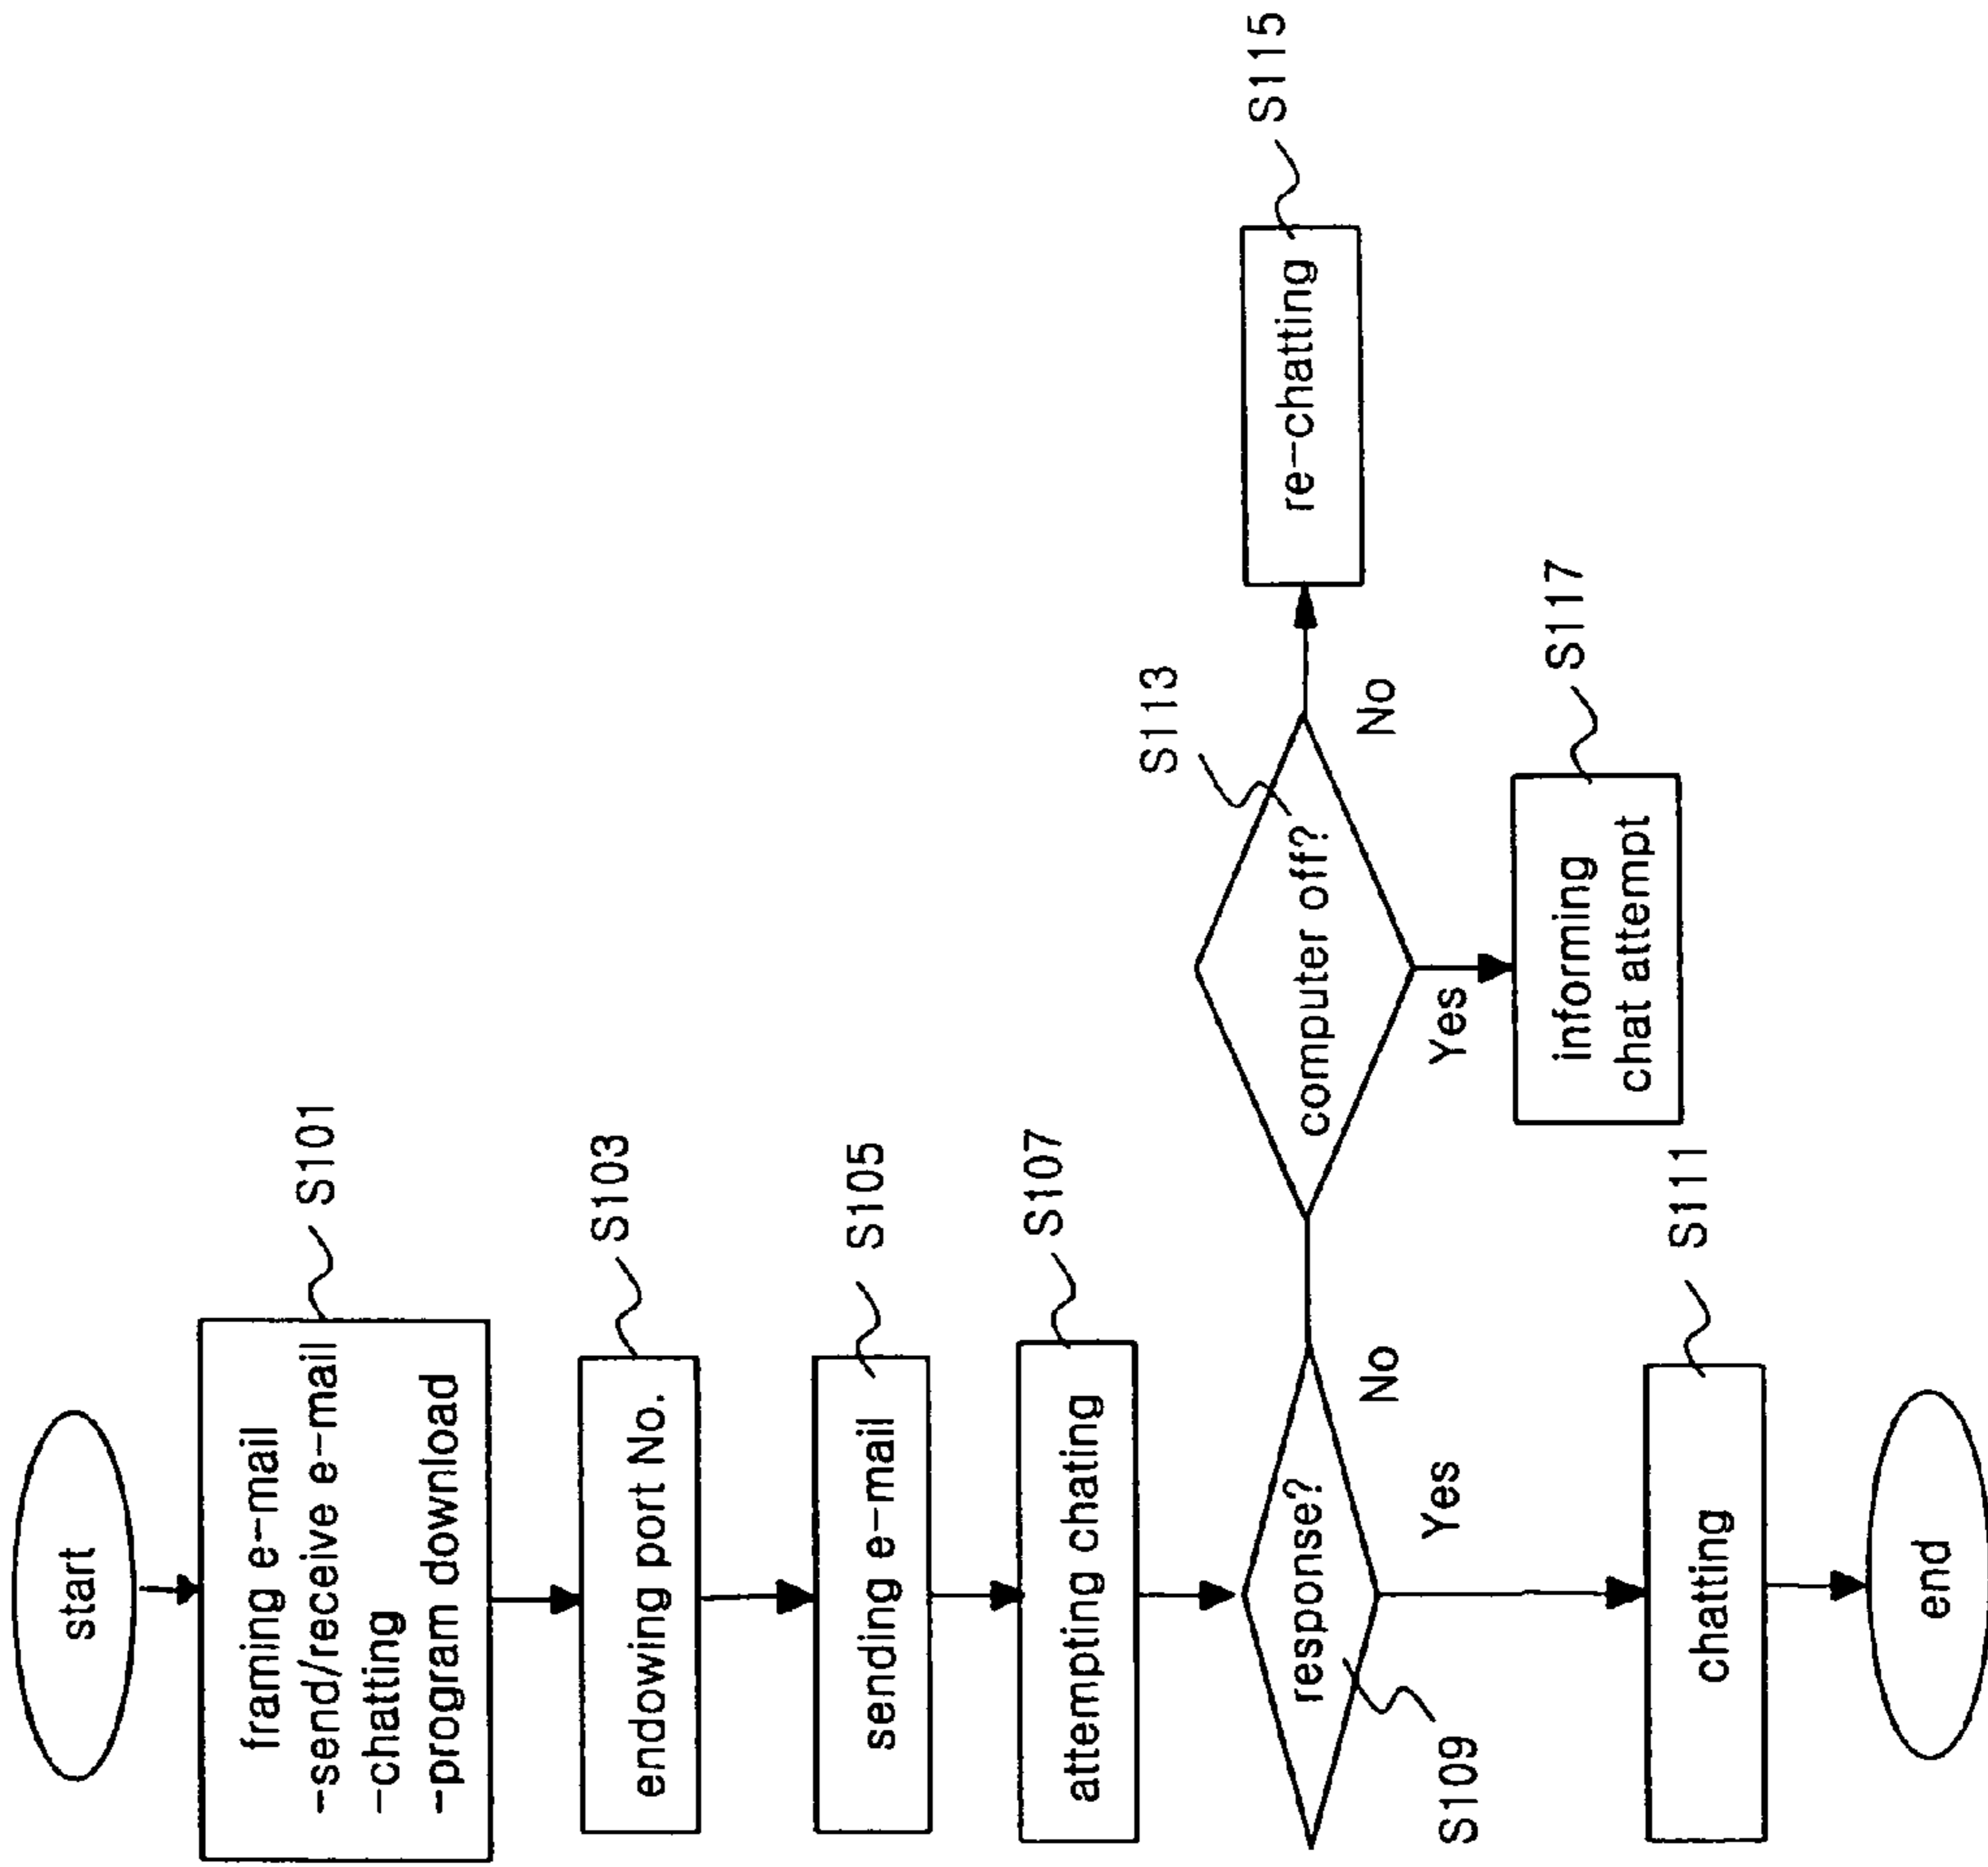 start
framing e-mail
-send/receive e-mail
-chatting
-program download
S101
endowing port No.
S103
sending e-mail
S105
attempting chating
S107
response?
S109
No
Yes
computer off?
S113
No
Yes
re-chatting
S115
informing
chat attempt
S117
chatting
S111
end